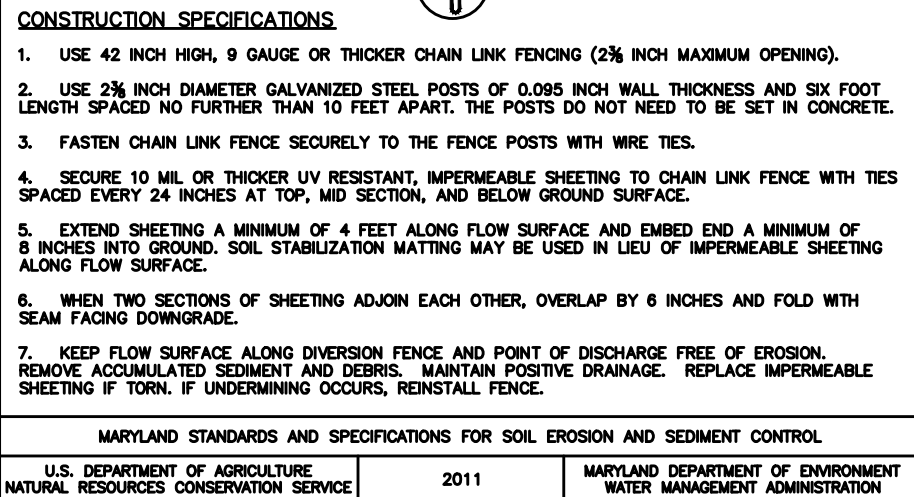 CONSTRUCTION SPECIFICATIONS
1. USE 42 INCH HIGH, 9 GAUGE OR THICKER CHAIN LINK FENCING (2⅜ INCH MAXIMUM OPENING).
2. USE 2⅜ INCH DIAMETER GALVANIZED STEEL POSTS OF 0.095 INCH WALL THICKNESS AND SIX FOOT
LENGTH SPACED NO FURTHER THAN 10 FEET APART. THE POSTS DO NOT NEED TO BE SET IN CONCRETE.
3. FASTEN CHAIN LINK FENCE SECURELY TO THE FENCE POSTS WITH WIRE TIES.
4. SECURE 10 MIL OR THICKER UV RESISTANT, IMPERMEABLE SHEETING TO CHAIN LINK FENCE WITH TIES
SPACED EVERY 24 INCHES AT TOP, MID SECTION, AND BELOW GROUND SURFACE.
5. EXTEND SHEETING A MINIMUM OF 4 FEET ALONG FLOW SURFACE AND EMBED END A MINIMUM OF
8 INCHES INTO GROUND. SOIL STABILIZATION MATTING MAY BE USED IN LIEU OF IMPERMEABLE SHEETING
ALONG FLOW SURFACE.
6. WHEN TWO SECTIONS OF SHEETING ADJOIN EACH OTHER, OVERLAP BY 6 INCHES AND FOLD WITH
SEAM FACING DOWNGRADE.
7. KEEP FLOW SURFACE ALONG DIVERSION FENCE AND POINT OF DISCHARGE FREE OF EROSION.
REMOVE ACCUMULATED SEDIMENT AND DEBRIS. MAINTAIN POSITIVE DRAINAGE. REPLACE IMPERMEABLE
SHEETING IF TORN. IF UNDERMINING OCCURS, REINSTALL FENCE.
MARYLAND STANDARDS AND SPECIFICATIONS FOR SOIL EROSION AND SEDIMENT CONTROL
U.S. DEPARTMENT OF AGRICULTURE
NATURAL RESOURCES CONSERVATION SERVICE
2011
MARYLAND DEPARTMENT OF ENVIRONMENT
WATER MANAGEMENT ADMINISTRATION